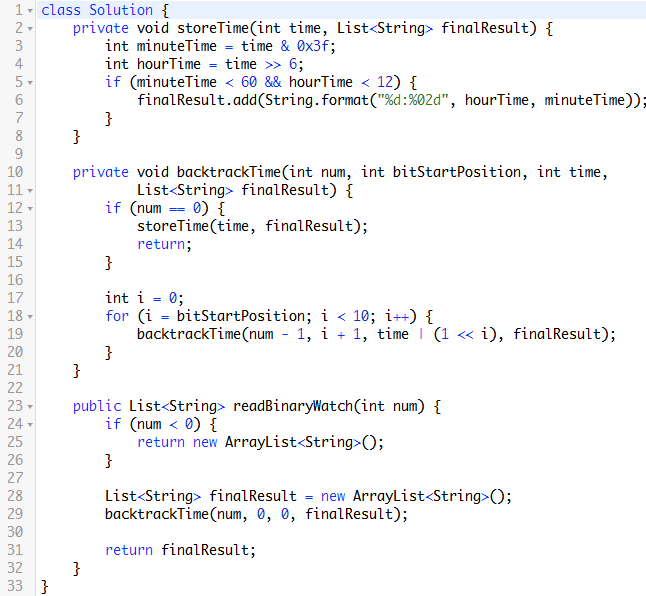 1 class Solution {
2     private void storeTime(int time, List<String> finalResult) {
3         int minuteTime = time & 0x3f;
4         int hourTime = time >> 6;
5         if (minuteTime < 60 && hourTime < 12) {
6             finalResult.add(String.format("%d:%02d", hourTime, minuteTime));
7         }
8     }
9
10     private void backtrackTime(int num, int bitStartPosition, int time,
11             List<String> finalResult) {
12         if (num == 0) {
13             storeTime(time, finalResult);
14             return;
15         }
16
17         int i = 0;
18         for (i = bitStartPosition; i < 10; i++) {
19             backtrackTime(num - 1, i + 1, time | (1 << i), finalResult);
20         }
21     }
22
23     public List<String> readBinaryWatch(int num) {
24         if (num < 0) {
25             return new ArrayList<String>();
26         }
27
28         List<String> finalResult = new ArrayList<String>();
29         backtrackTime(num, 0, 0, finalResult);
30
31         return finalResult;
32     }
33 }